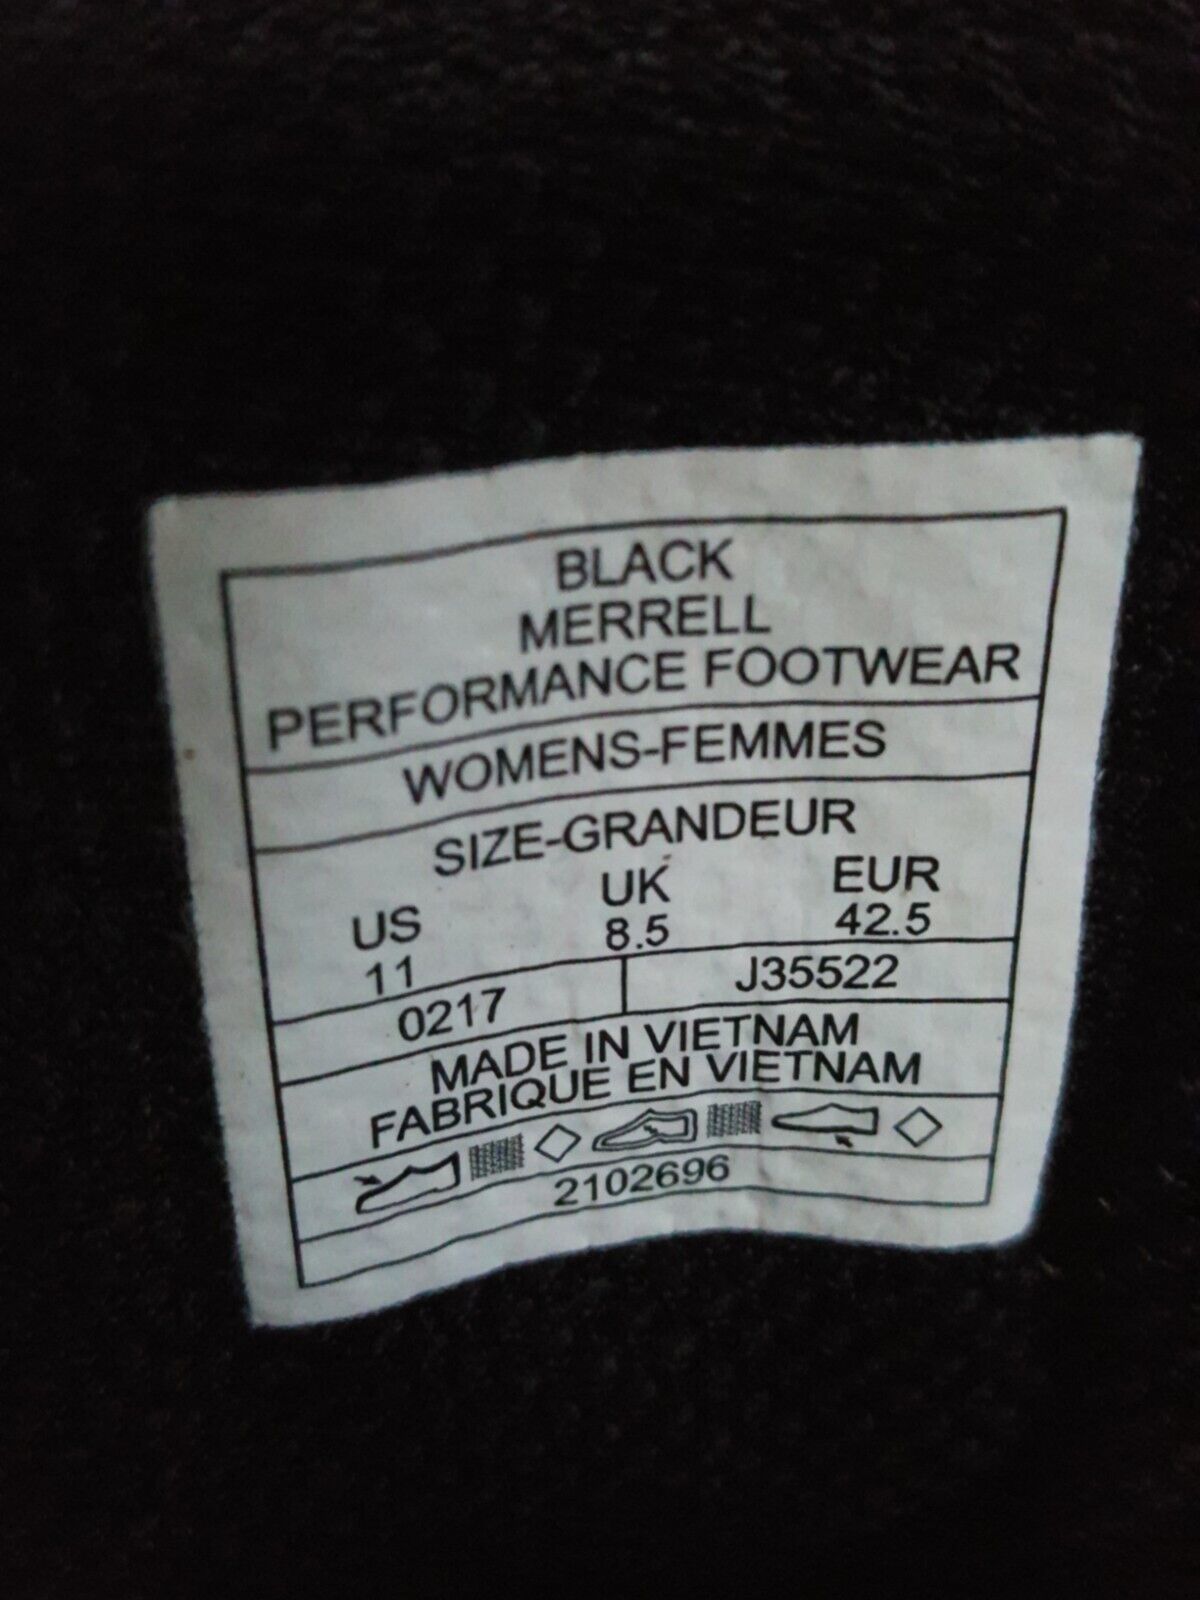 BLACK
MERRELL
PERFORMANCE FOOTWEAR
WOMENS-FEMMES
SIZE-GRANDEUR
US UK EUR
11 8.5 42.5
0217 J35522
MADE IN VIETNAM
FABRIQUE EN VIETNAM
2102696